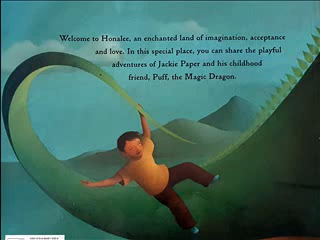 Welcome to Honalee, an enchanted land of imagination, acceptance
and love. In this special place, you can share the playful
adventures of Jackie Paper and his childhood
friend, Puff, the Magic Dragon.